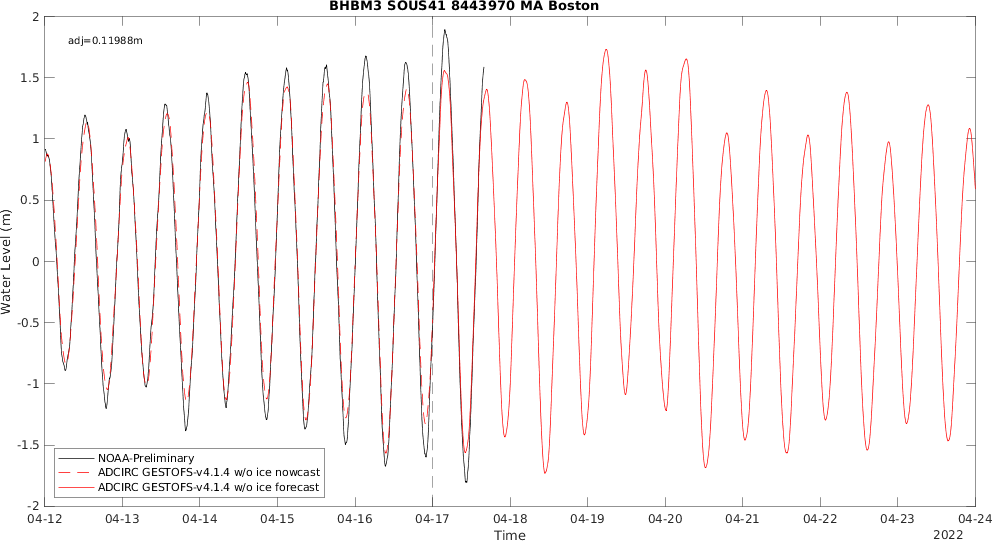 BHBM3 SOUS41 8443970 MA Boston
adj=0.11988m
2
1.5
1
0.5
0
-0.5
-1
-1.5
-2
Water Level (m)
NOAA-Preliminary
ADCIRC GESTOFS-v4.1.4 w/o ice nowcast
ADCIRC GESTOFS-v4.1.4 w/o ice forecast
04-12 04-13 04-14 04-15 04-16 04-17 04-18 04-19 04-20 04-21 04-22 04-23 04-24
Time
2022